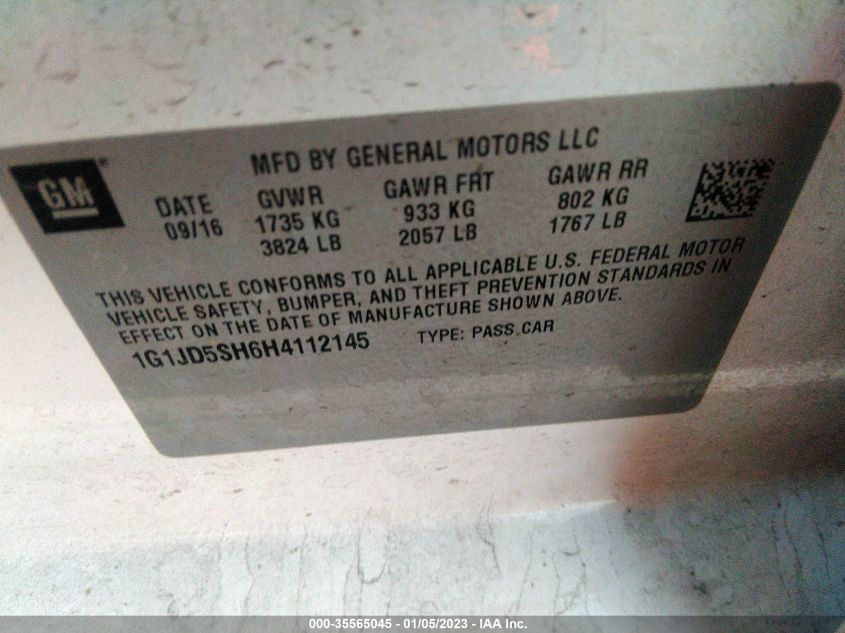 GM®
MFD BY GENERAL MOTORS LLC
DATE GVWR GAWR FRT GAWR RR
09/16 1735 KG 933 KG 802 KG
3824 LB 2057 LB 1767 LB
THIS VEHICLE CONFORMS TO ALL APPLICABLE U.S. FEDERAL MOTOR
VEHICLE SAFETY, BUMPER, AND THEFT PREVENTION STANDARDS IN
EFFECT ON THE DATE OF MANUFACTURE SHOWN ABOVE.
1G1JD5SH6H4112145 TYPE: PASS CAR
000-35565045 - 01/05/2023 - IAA Inc.